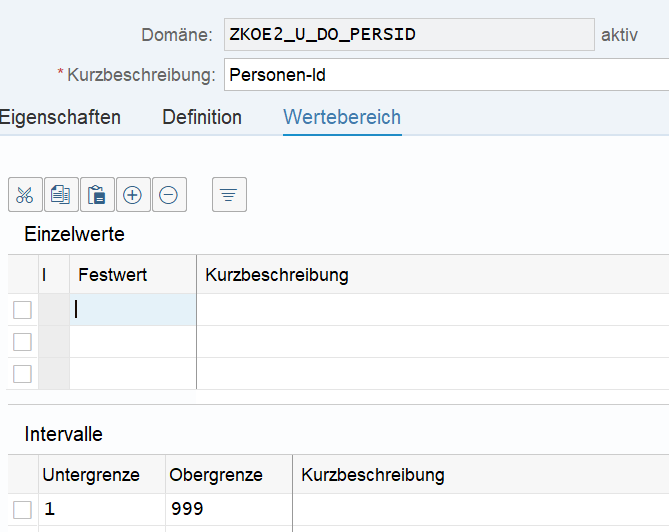 Domäne: ZKOE2_U_DO_PERSID aktiv
* Kurzbeschreibung: Personen-Id
Eigenschaften Definition Wertebereich
Einzelwerte
I Festwert Kurzbeschreibung
Intervalle
Untergrenze Obergrenze Kurzbeschreibung
1 999